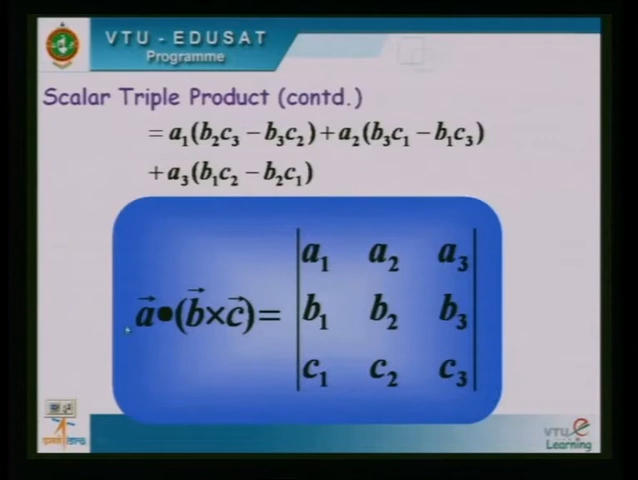 VTU - EDUSAT
Programme
Scalar Triple Product (contd.)
= a₁(b₂c₃ − b₃c₂) + a₂(b₃c₁ − b₁c₃)
+ a₃(b₁c₂ − b₂c₁)
a⃗•(b⃗×c⃗)= | a₁ a₂ a₃ |
| b₁ b₂ b₃ |
| c₁ c₂ c₃ |
VTU e
Learning